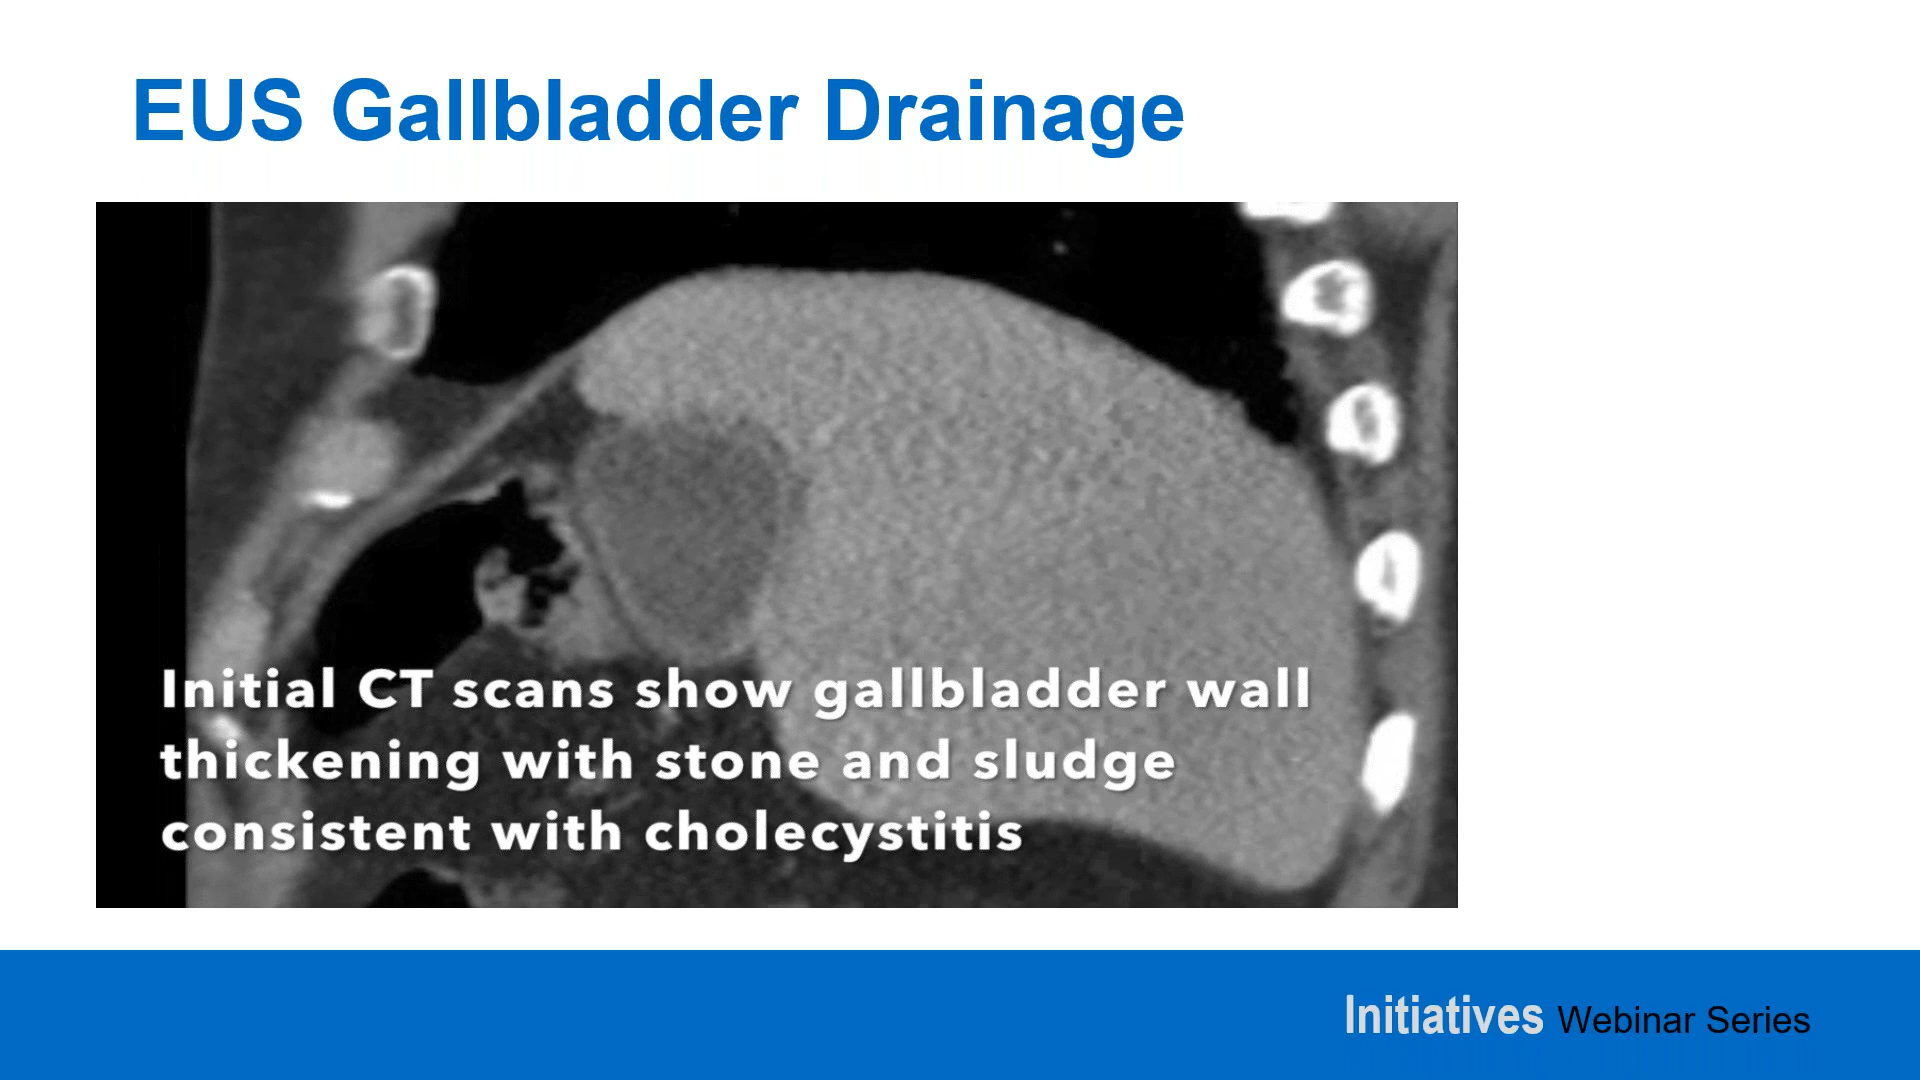 EUS Gallbladder Drainage
Initial CT scans show gallbladder wall
thickening with stone and sludge
consistent with cholecystitis
Initiatives Webinar Series